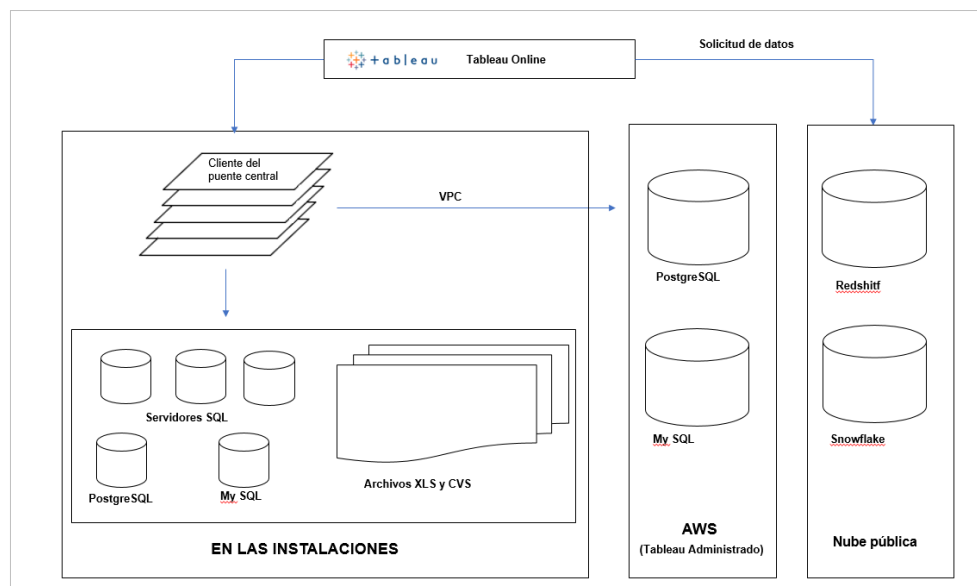 Solicitud de datos
+ a b l e a u Tableau Online
Cliente del
puente central
VPC
PostgreSQL
Redshitf
Servidores SQL
My SQL
Snowflake
PostgreSQL
My SQL
Archivos XLS y CVS
EN LAS INSTALACIONES
AWS
(Tableau Administrado)
Nube pública